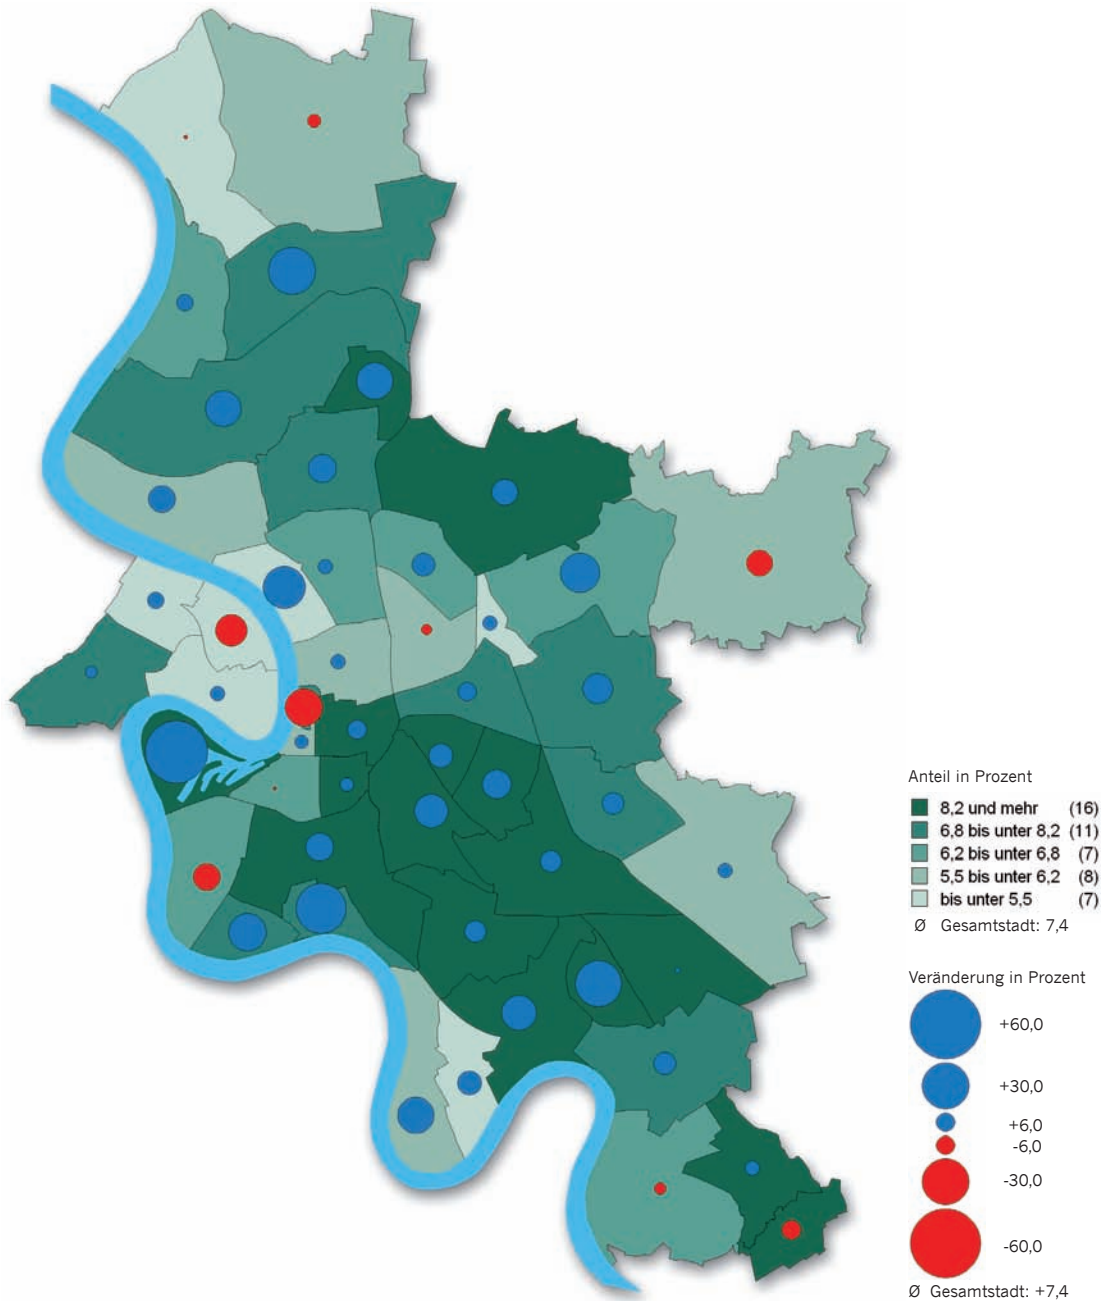 Anteil in Prozent
8,2 und mehr (16)
6,8 bis unter 8,2 (11)
6,2 bis unter 6,8 (7)
5,5 bis unter 6,2 (8)
bis unter 5,5 (7)
Ø Gesamtstadt: 7,4
Veränderung in Prozent
+60,0
+30,0
+6,0
-6,0
-30,0
-60,0
Ø Gesamtstadt: +7,4